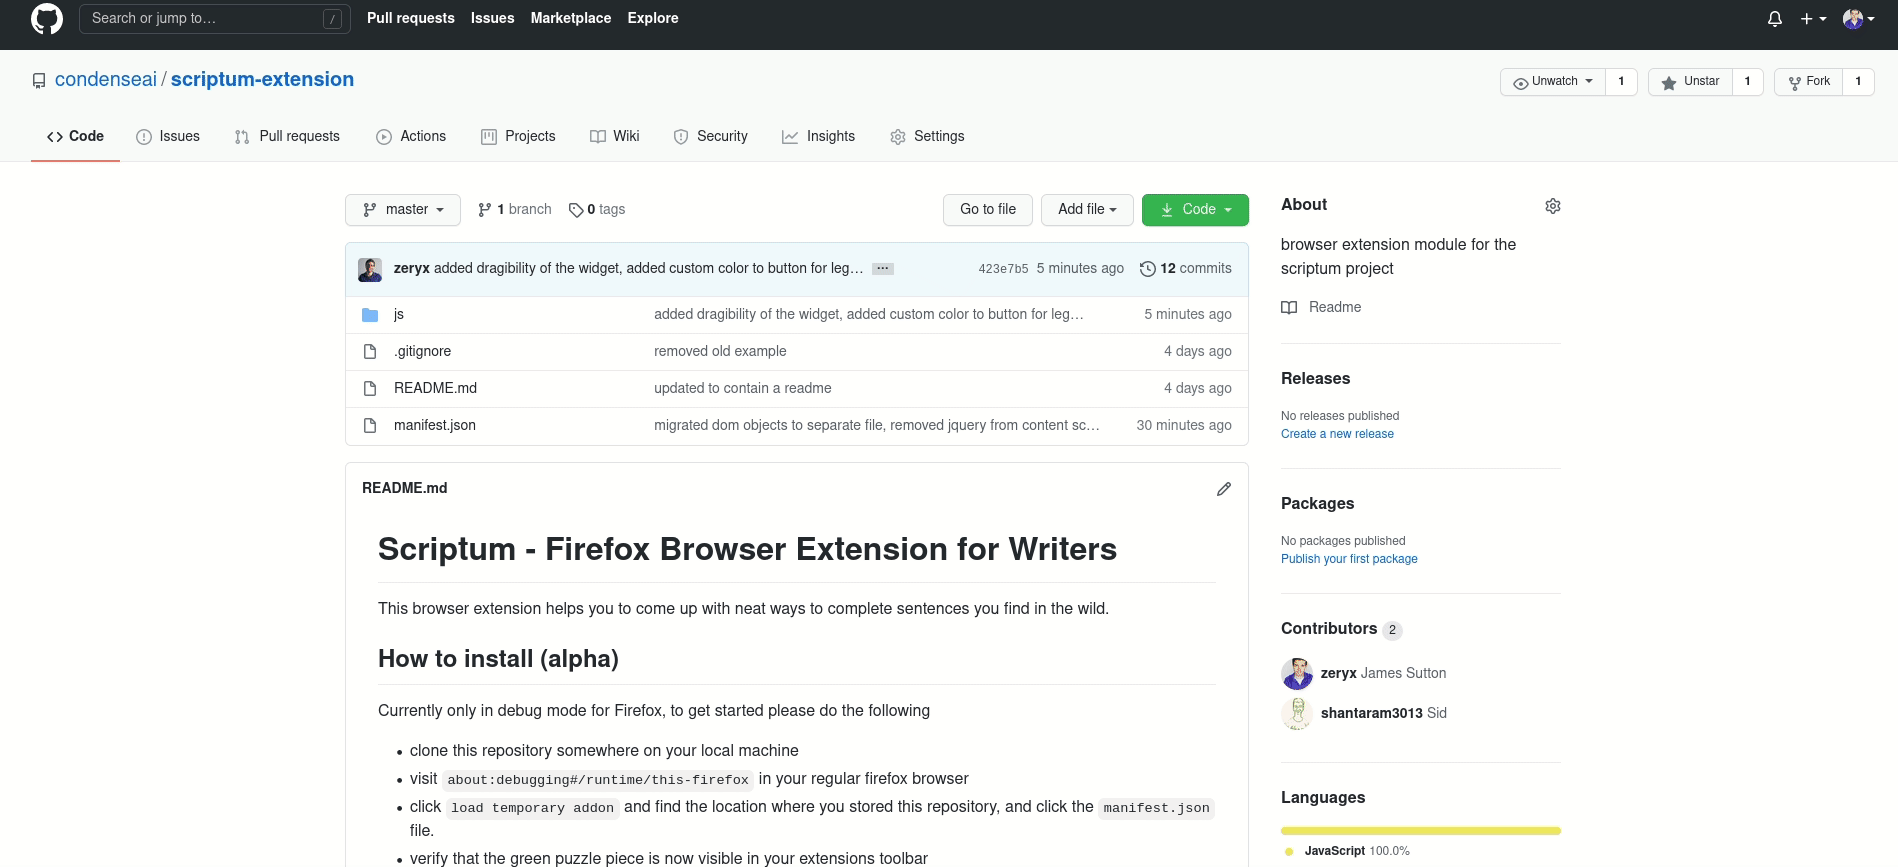 Search or jump to… /
Pull requests Issues Marketplace Explore
condenseai / scriptum-extension
Unwatch 1 Unstar 1 Fork 1
Code Issues Pull requests Actions Projects Wiki Security Insights Settings
master 1 branch 0 tags Go to file Add file Code
zeryx added dragibility of the widget, added custom color to button for leg… ... 423e7b5 5 minutes ago 12 commits
js added dragibility of the widget, added custom color to button for leg… 5 minutes ago
.gitignore removed old example 4 days ago
README.md updated to contain a readme 4 days ago
manifest.json migrated dom objects to separate file, removed jquery from content sc… 30 minutes ago
README.md
Scriptum - Firefox Browser Extension for Writers
This browser extension helps you to come up with neat ways to complete sentences you find in the wild.
How to install (alpha)
Currently only in debug mode for Firefox, to get started please do the following
• clone this repository somewhere on your local machine
• visit about:debugging#/runtime/this-firefox in your regular firefox browser
• click load temporary addon and find the location where you stored this repository, and click the manifest.json
file.
• verify that the green puzzle piece is now visible in your extensions toolbar
About
browser extension module for the
scriptum project
Readme
Releases
No releases published
Create a new release
Packages
No packages published
Publish your first package
Contributors 2
zeryx James Sutton
shantaram3013 Sid
Languages
JavaScript 100.0%